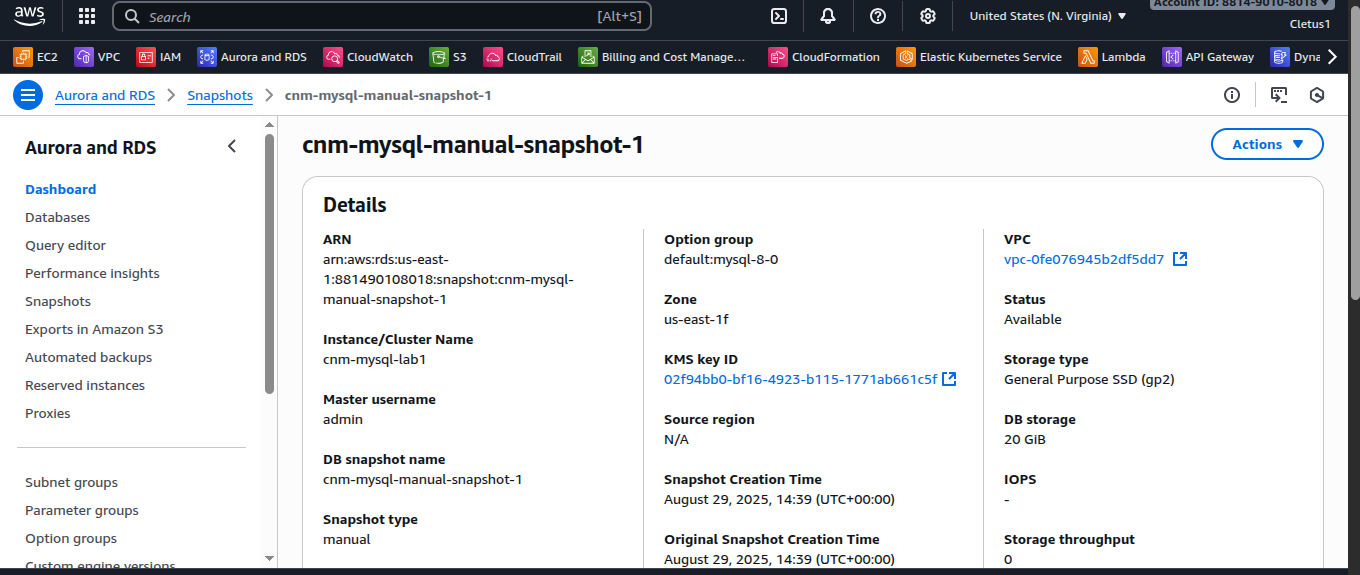 aws
Search
[Alt+S]
United States (N. Virginia)
Account ID: 8814-9010-8018
Cletus1
EC2
VPC
IAM
Aurora and RDS
CloudWatch
S3
CloudTrail
Billing and Cost Manage...
CloudFormation
Elastic Kubernetes Service
Lambda
API Gateway
Dyna
Aurora and RDS
Snapshots
cnm-mysql-manual-snapshot-1
Aurora and RDS
Dashboard
Databases
Query editor
Performance insights
Snapshots
Exports in Amazon S3
Automated backups
Reserved instances
Proxies
Subnet groups
Parameter groups
Option groups
Custom engine versions
cnm-mysql-manual-snapshot-1
Actions
Details
ARN
arn:aws:rds:us-east-
1:881490108018:snapshot:cnm-mysql-
manual-snapshot-1
Instance/Cluster Name
cnm-mysql-lab1
Master username
admin
DB snapshot name
cnm-mysql-manual-snapshot-1
Snapshot type
manual
Option group
default:mysql-8-0
Zone
us-east-1f
KMS key ID
02f94bb0-bf16-4923-b115-1771ab661c5f
Source region
N/A
Snapshot Creation Time
August 29, 2025, 14:39 (UTC+00:00)
Original Snapshot Creation Time
August 29, 2025, 14:39 (UTC+00:00)
VPC
vpc-0fe076945b2df5dd7
Status
Available
Storage type
General Purpose SSD (gp2)
DB storage
20 GiB
IOPS
-
Storage throughput
0